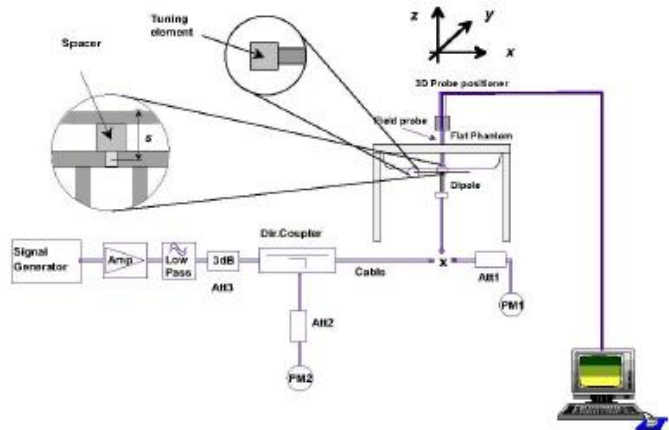 Tuning
element
Spacer
z
y
x
s
3D Probe positioner
Field probe
Flat Phantom
Dipole
Dir.Coupler
Signal
Generator
Amp
Low
Pass
3dB
Att3
Cable
x
Att1
PM1
Att2
PM2